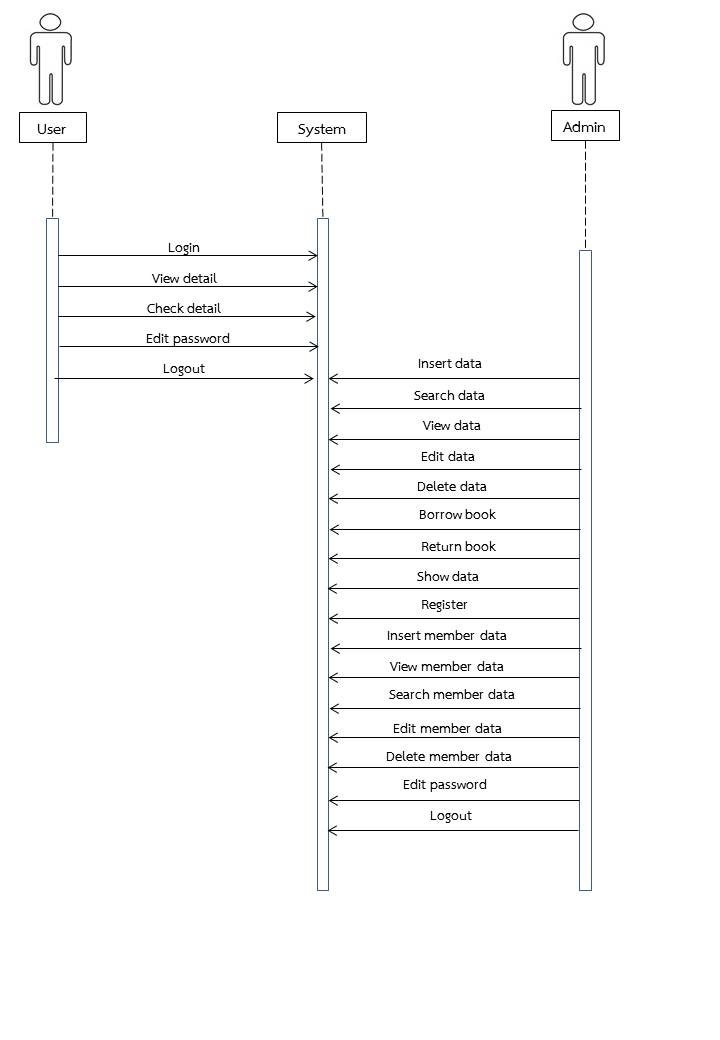 User
System
Admin
Login
View detail
Check detail
Edit password
Logout
Insert data
Search data
View data
Edit data
Delete data
Borrow book
Return book
Show data
Register
Insert member data
View member data
Search member data
Edit member data
Delete member data
Edit password
Logout